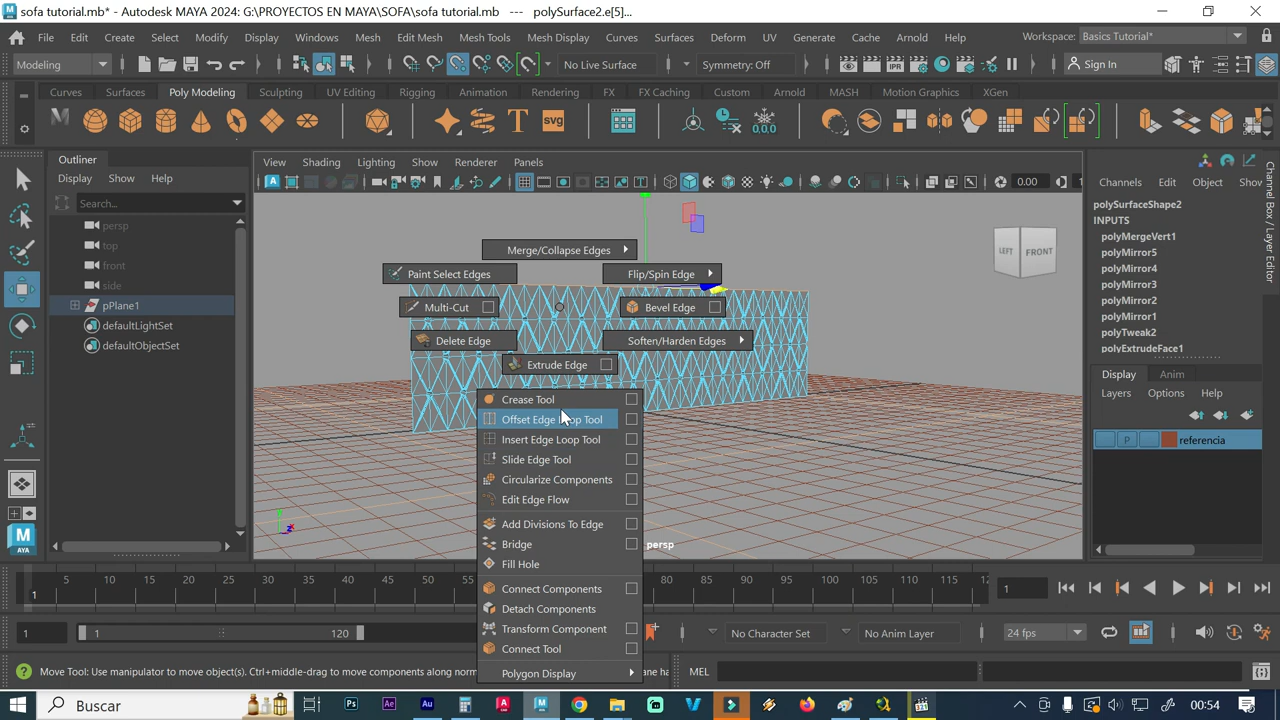 sofa tutorial.mb* - Autodesk MAYA 2024: G:\PROYECTOS EN MAYA\SOFA\sofa tutorial.mb --- polySurface2.e[5]...
File Edit Create Select Modify Display Windows Mesh Edit Mesh Mesh Tools Mesh Display Curves Surfaces Deform UV Generate Cache Arnold Help Workspace: Basics Tutorial*
Modeling No Live Surface Symmetry: Off Sign In
Curves Surfaces Poly Modeling Sculpting UV Editing Rigging Animation Rendering FX FX Caching Custom Arnold MASH Motion Graphics XGen
Outliner
Display Show Help
Search...
persp
top
front
side
pPlane1
defaultLightSet
defaultObjectSet
View Shading Lighting Show Renderer Panels
0.00
LEFT FRONT
Merge/Collapse Edges
Paint Select Edges
Flip/Spin Edge
Multi-Cut
Bevel Edge
Delete Edge
Soften/Harden Edges
Extrude Edge
Crease Tool
Offset Edge Loop Tool
Insert Edge Loop Tool
Slide Edge Tool
Circularize Components
Edit Edge Flow
Add Divisions To Edge
Bridge
Fill Hole
Connect Components
Detach Components
Transform Component
Connect Tool
Polygon Display
persp
Channels Edit Object Show
polySurfaceShape2
INPUTS
polyMergeVert1
polyMirror5
polyMirror4
polyMirror3
polyMirror2
polyMirror1
polyTweak2
polyExtrudeFace1
Display Anim
Layers Options Help
P referencia
Channel Box / Layer Editor
5 10 15 20 25 30 35 40 45 50 55 85 90 95 100 105 110 115 12
1
1
1 1 120
No Character Set No Anim Layer 24 fps
Move Tool: Use manipulator to move object(s). Ctrl+middle-drag to move components along norm
MEL
Buscar
00:54